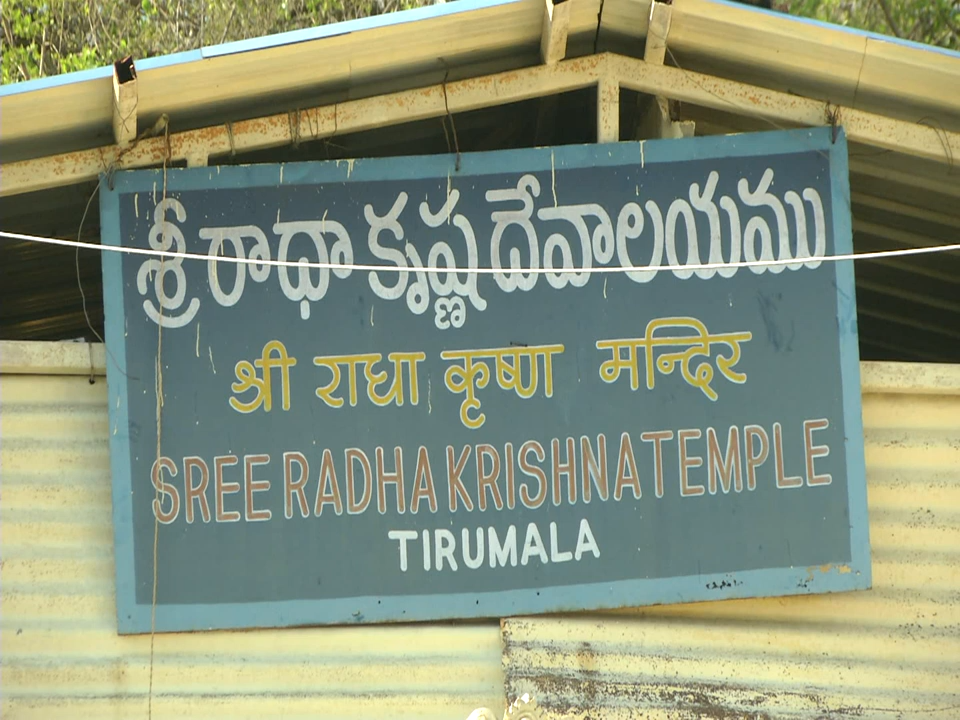 శ్రీ రాధా కృష్ణ దేవాలయము
श्री राधा कृष्ण मन्दिर
SREE RADHA KRISHNA TEMPLE
TIRUMALA